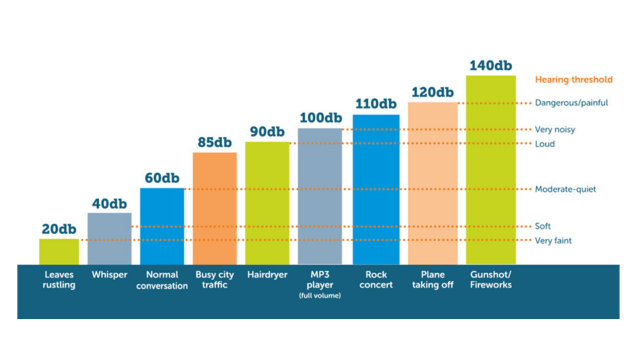 140db
Hearing threshold
120db
Dangerous/painful
110db
100db
Very noisy
90db
85db
Loud
60db
Moderate-quiet
40db
Soft
20db
Very faint
Leaves
rustling
Whisper
Normal
conversation
Busy city
traffic
Hairdryer
MP3
player
(full volume)
Rock
concert
Plane
taking off
Gunshot/
Fireworks